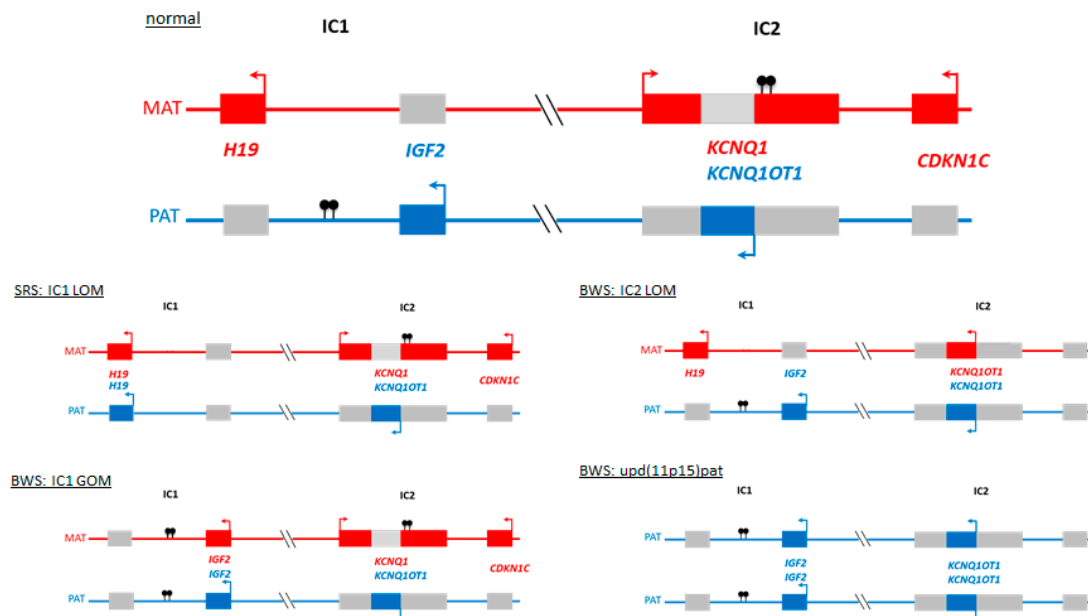 normal
IC1 IC2
MAT
H19 IGF2 KCNQ1 CDKN1C
KCNQ1OT1
PAT
SRS: IC1 LOM
IC1 IC2
MAT
H19 KCNQ1 CDKN1C
H19 KCNQ1OT1
PAT
BWS: IC2 LOM
IC1 IC2
MAT
H19 IGF2 KCNQ1OT1
KCNQ1OT1
PAT
BWS: IC1 GOM
IC1 IC2
MAT
IGF2 KCNQ1 CDKN1C
IGF2 KCNQ1OT1
PAT
BWS: upd(11p15)pat
IC1 IC2
PAT
IGF2 KCNQ1OT1
IGF2 KCNQ1OT1
PAT